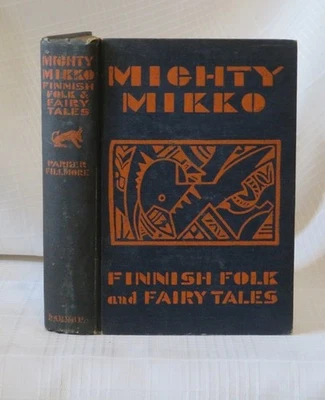 MIGHTY
MIKKO
FINNISH
FOLK &
FAIRY
TALES
PARKER
FILLMORE
MIGHTY
MIKKO
FINNISH FOLK
and FAIRY TALES